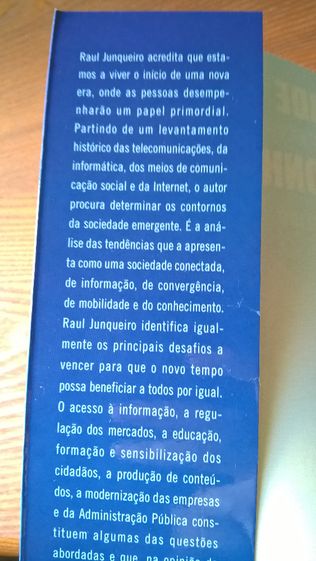 Raul Junqueiro acredita que esta-
mos a viver o início de uma nova
era, onde as pessoas desempe-
nharão um papel primordial.
Partindo de um levantamento
histórico das telecomunicações, da
informática, dos meios de comuni-
cação social e da Internet, o autor
procura determinar os contornos
da sociedade emergente. É a aná-
lise das tendências que a apresen-
ta como uma sociedade conectada,
de informação, de convergência,
de mobilidade e do conhecimento.
Raul Junqueiro identifica igual-
mente os principais desafios a
vencer para que o novo tempo
possa beneficiar a todos por igual.
O acesso à informação, a regu-
lação dos mercados, a educação,
formação e sensibilização dos
cidadãos, a produção de conteú-
dos, a modernização das empresas
e da Administração Pública cons-
tituem algumas das questões
abordadas e que, na opinião